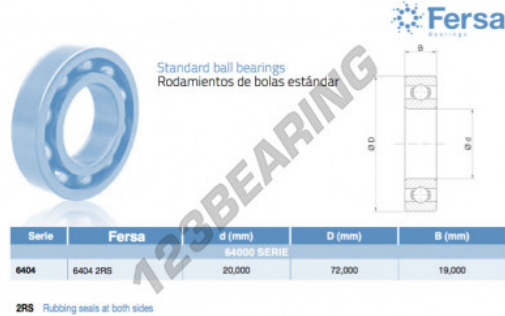 Fersa
Bearings
Standard ball bearings
Rodamientos de bolas estándar
B
Ø D
Ø d
123BEARING
Serie Fersa d (mm) D (mm) B (mm)
64000 SERIE
6404 6404 2RS 20,000 72,000 19,000
2RS Rubbing seals at both sides